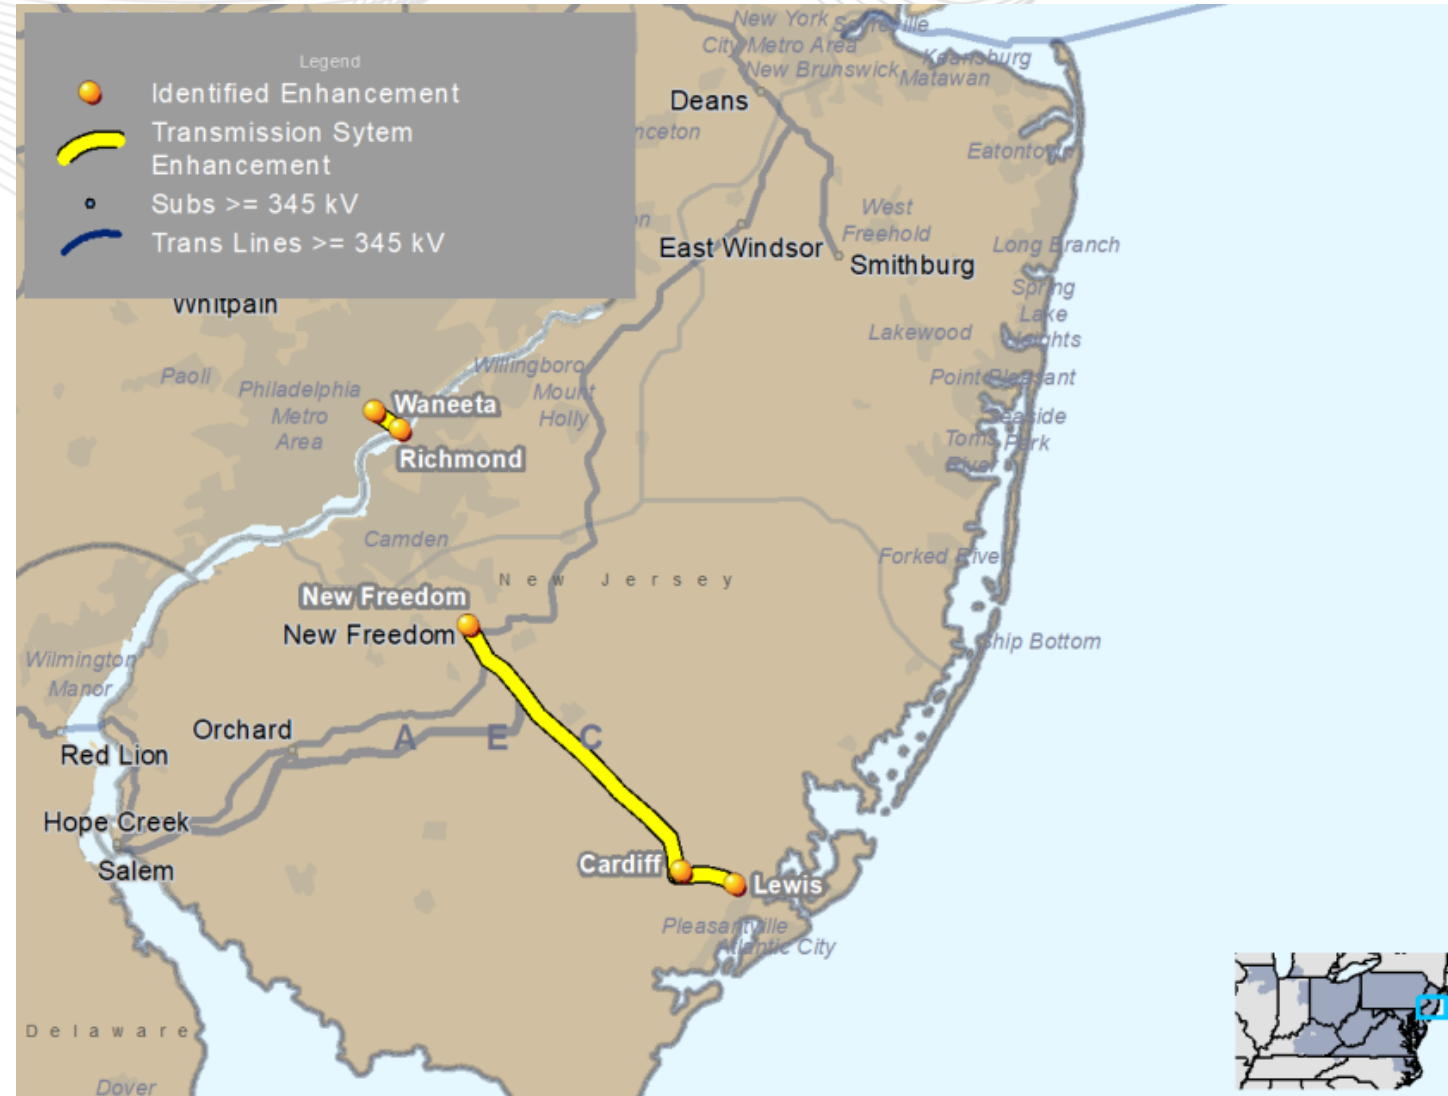 Legend
Identified Enhancement
Transmission Sytem
Enhancement
Subs >= 345 kV
Trans Lines >= 345 kV
New York
City Metro Area
New Brunswick
Keansburg
Matawan
Deans
nceton
Eatontown
West
Freehold
East Windsor
Smithburg
Long Branch
Spring
Lake
Heights
Whitpain
Lakewood
Willingboro
Paoli
Philadelphia
Metro
Area
Mount
Holly
Point Pleasant
Waneeta
Seaside
Park
Toms
River
Richmond
Camden
Forked River
New Jersey
New Freedom
New Freedom
Ship Bottom
Wilmington
Manor
Orchard
A E C
Red Lion
Hope Creek
Salem
Cardiff
Lewis
Pleasantville
Atlantic City
Delaware
Dover